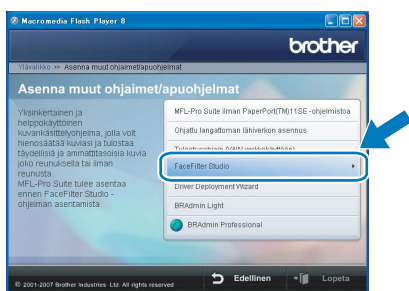 Macromedia Flash Player 8
brother
Ylävalikko >> Asenna muut ohjaimet/apuohjelmat
Asenna muut ohjaimet/apuohjelmat
Yksinkertainen ja
helppokäyttöinen
kuvankäsittelyohjelma, jolla voit
hienosäätää kuviasi ja tulostaa
täydellisiä ja ammattitasoisia kuvia
joko reunuksella tai ilman
reunusta.
MFL-Pro Suite tulee asentaa
ennen FaceFilter Studio -
ohjelman asentamista.
MFL-Pro Suite ilman PaperPort(TM)11SE -ohjelmistoa
Ohjattu langattoman lähiverkon asennus
FaceFilter Studio
Driver Deployment Wizard
BRAdmin Light
BRAdmin Professional
© 2001-2007 Brother Industries Ltd. All rights reserved
Edellinen
Lopeta